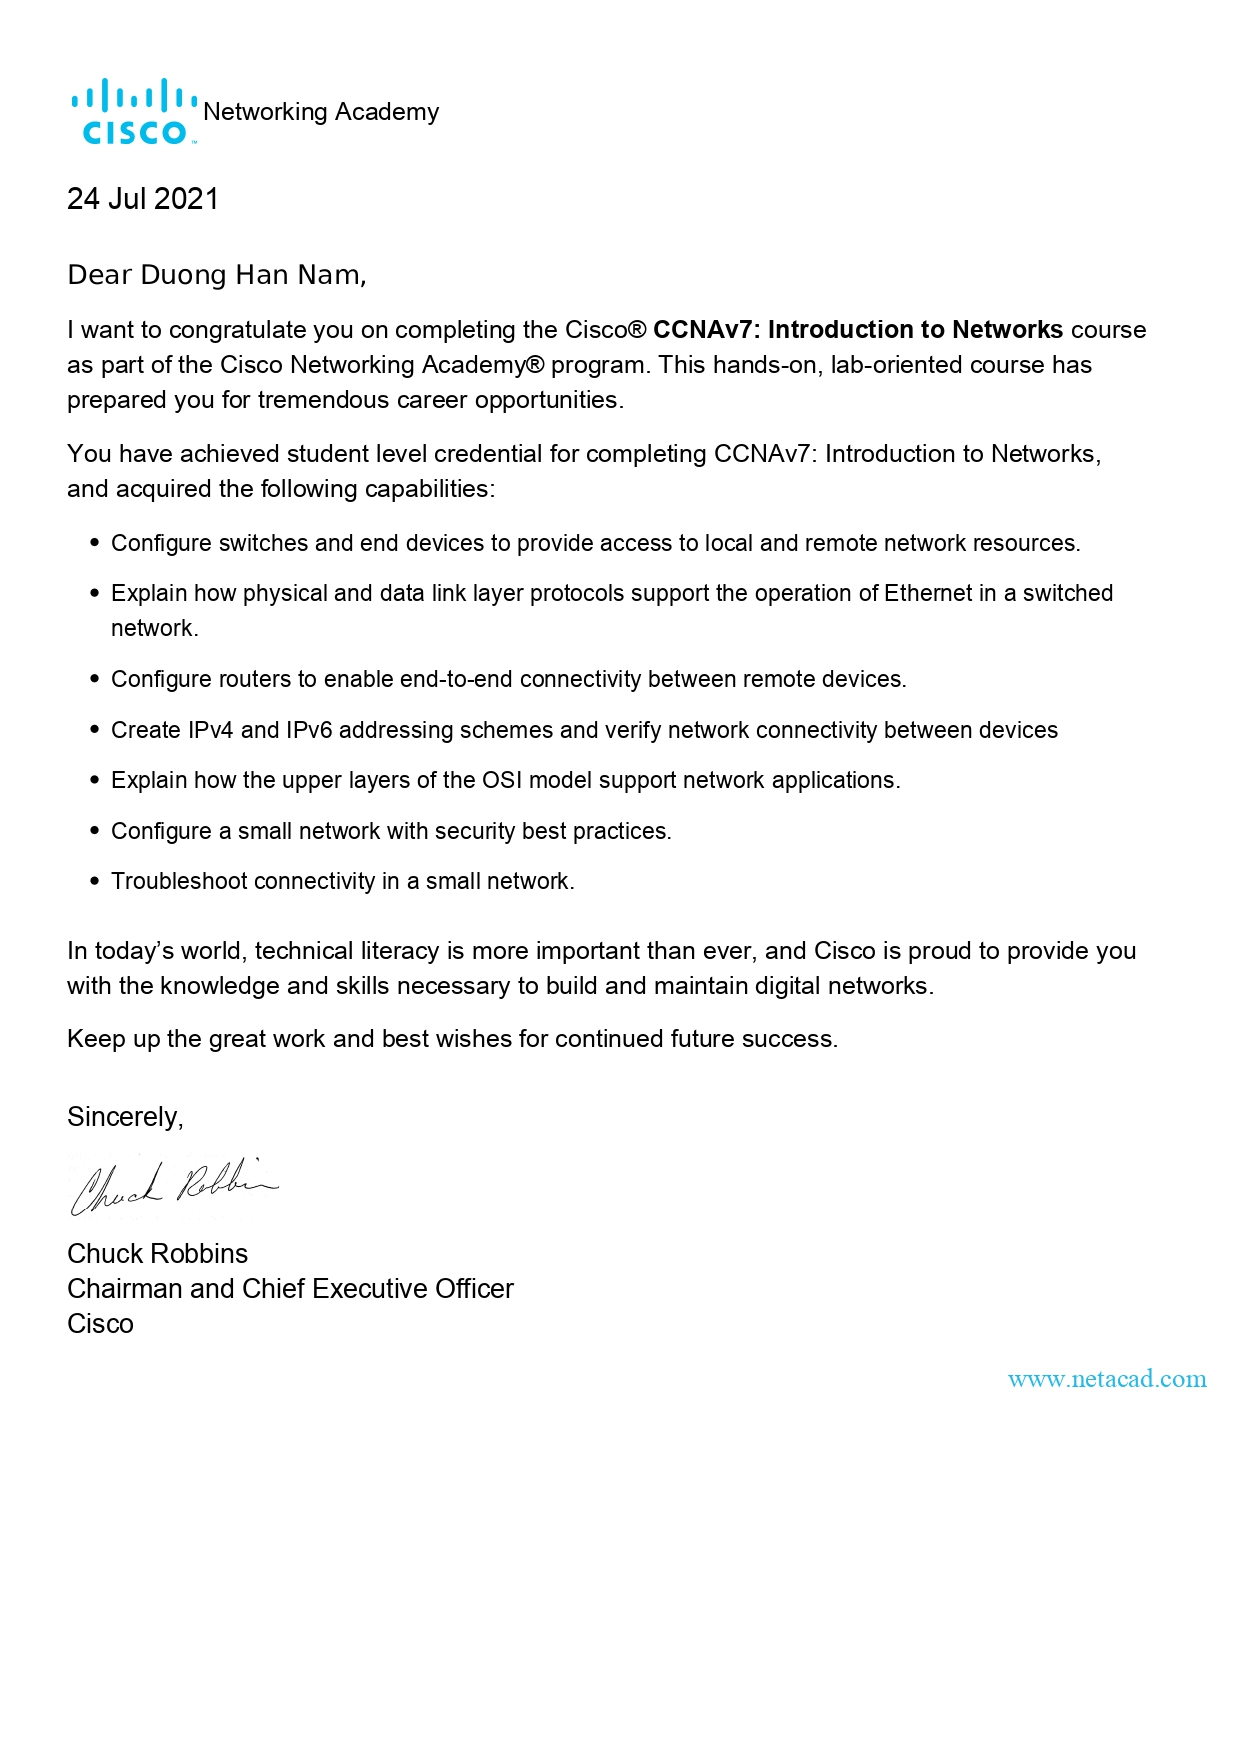 CISCO™ Networking Academy
24 Jul 2021
Dear Duong Han Nam,
I want to congratulate you on completing the Cisco® CCNAv7: Introduction to Networks course
as part of the Cisco Networking Academy® program. This hands-on, lab-oriented course has
prepared you for tremendous career opportunities.
You have achieved student level credential for completing CCNAv7: Introduction to Networks,
and acquired the following capabilities:
• Configure switches and end devices to provide access to local and remote network resources.
• Explain how physical and data link layer protocols support the operation of Ethernet in a switched
network.
• Configure routers to enable end-to-end connectivity between remote devices.
• Create IPv4 and IPv6 addressing schemes and verify network connectivity between devices
• Explain how the upper layers of the OSI model support network applications.
• Configure a small network with security best practices.
• Troubleshoot connectivity in a small network.
In today’s world, technical literacy is more important than ever, and Cisco is proud to provide you
with the knowledge and skills necessary to build and maintain digital networks.
Keep up the great work and best wishes for continued future success.
Sincerely,
Chuck Robbins
Chuck Robbins
Chairman and Chief Executive Officer
Cisco
www.netacad.com